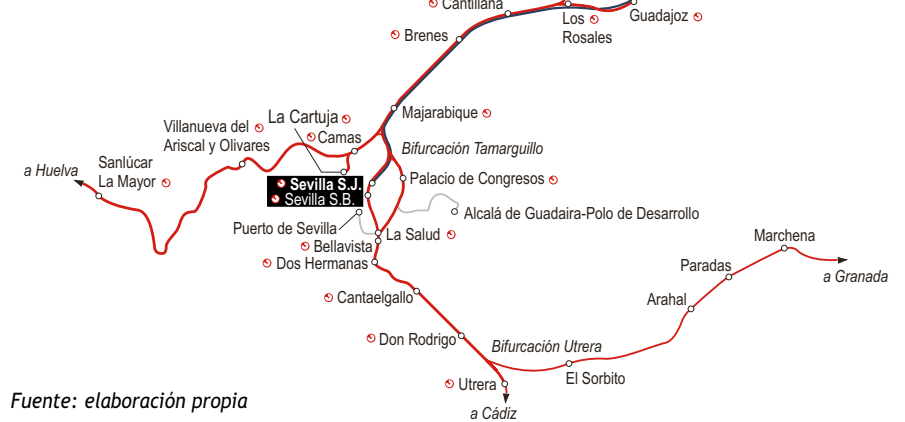 Cantillana
Los
Rosales
Guadajoz
Brenes
Majarabique
La Cartuja
Villanueva del
Ariscal y Olivares
Camas
Bifurcación Tamarguillo
a Huelva
Sanlúcar
La Mayor
Sevilla S.J.
Sevilla S.B.
Palacio de Congresos
Alcalá de Guadaira-Polo de Desarrollo
Puerto de Sevilla
La Salud
Bellavista
Dos Hermanas
Marchena
Paradas
a Granada
Cantaelgallo
Arahal
Don Rodrigo
Bifurcación Utrera
El Sorbito
Utrera
a Cádiz
Fuente: elaboración propia